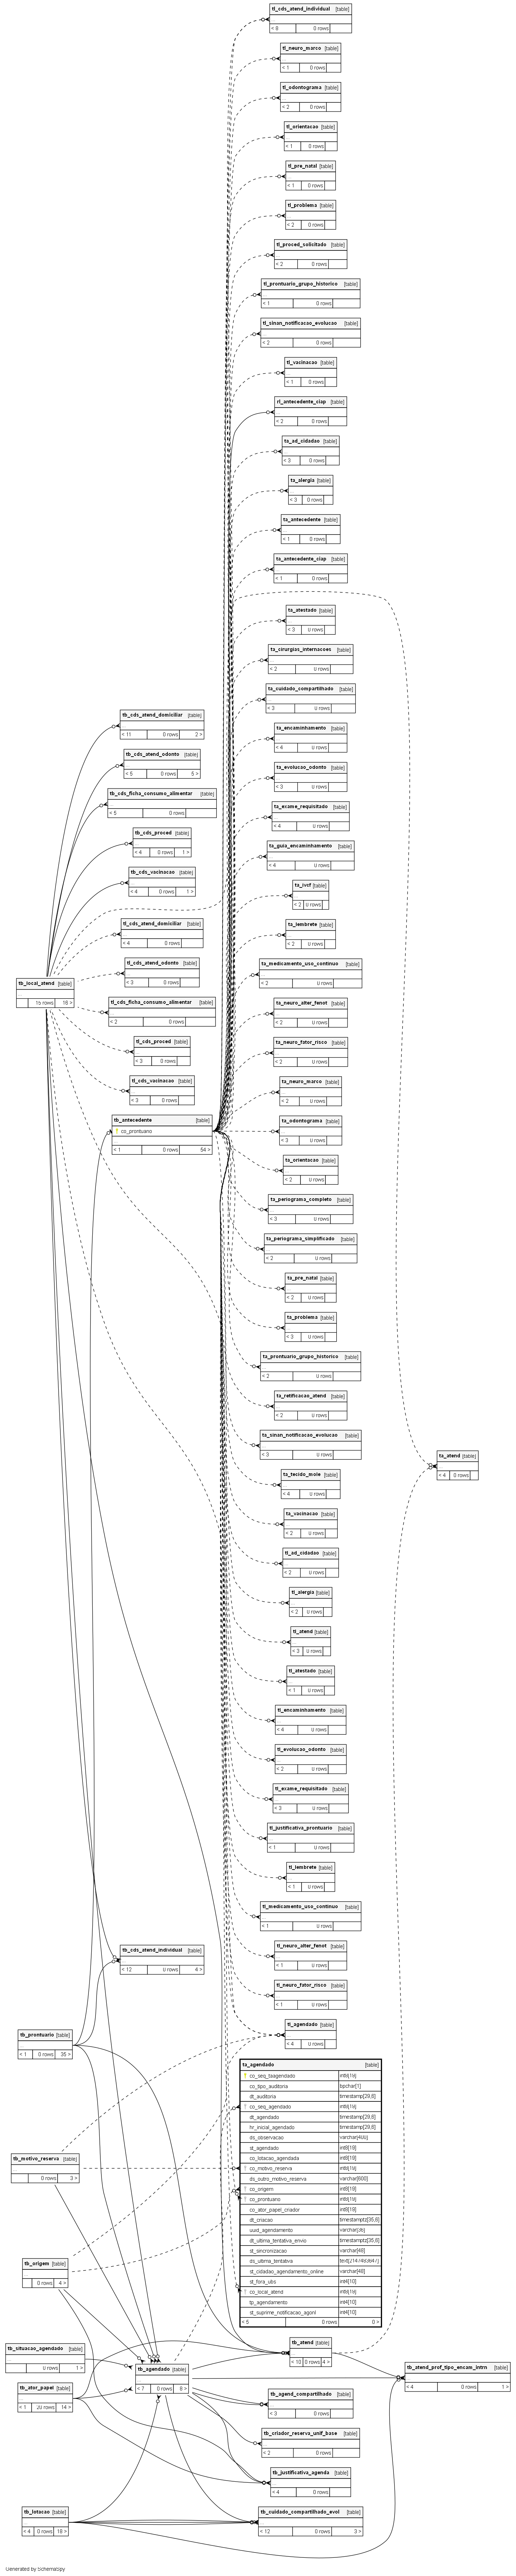 tl_cds_atend_individual [table]
< 8 0 rows
tl_neuro_marco [table]
< 1 0 rows
tl_odontograma [table]
< 2 0 rows
tl_orientacao [table]
< 1 0 rows
tl_pre_natal [table]
< 1 0 rows
tl_problema [table]
< 2 0 rows
tl_proced_solicitado [table]
< 2 0 rows
tl_prontuario_grupo_historico [table]
< 1 0 rows
tl_sinan_notificacao_evolucao [table]
< 2 0 rows
tl_vacinacao [table]
< 1 0 rows
rl_antecedente_ciap [table]
< 2 0 rows
ta_ad_cidadao [table]
< 3 0 rows
ta_alergia [table]
< 3 0 rows
ta_antecedente [table]
< 1 0 rows
ta_antecedente_ciap [table]
< 1 0 rows
ta_atestado [table]
< 3 0 rows
ta_cirurgias_internacoes [table]
< 2 0 rows
ta_cuidado_compartilhado [table]
< 3 0 rows
ta_encaminhamento [table]
< 4 0 rows
ta_evolucao_odonto [table]
< 3 0 rows
ta_exame_requisitado [table]
< 4 0 rows
ta_guia_encaminhamento [table]
< 4 0 rows
ta_ivcf [table]
< 2 0 rows
ta_lembrete [table]
< 2 0 rows
ta_medicamento_uso_continuo [table]
< 2 0 rows
ta_neuro_alter_fenot [table]
< 2 0 rows
ta_neuro_fator_risco [table]
< 2 0 rows
ta_neuro_marco [table]
< 2 0 rows
ta_odontograma [table]
< 3 0 rows
ta_orientacao [table]
< 2 0 rows
ta_periograma_completo [table]
< 3 0 rows
ta_periograma_simplificado [table]
< 2 0 rows
ta_pre_natal [table]
< 2 0 rows
ta_problema [table]
< 3 0 rows
ta_prontuario_grupo_historico [table]
< 2 0 rows
ta_retificacao_atend [table]
< 2 0 rows
ta_sinan_notificacao_evolucao [table]
< 3 0 rows
ta_tecido_mole [table]
< 4 0 rows
ta_vacinacao [table]
< 2 0 rows
tl_ad_cidadao [table]
< 2 0 rows
tl_alergia [table]
< 2 0 rows
tl_atend [table]
< 3 0 rows
tl_atestado [table]
< 1 0 rows
tl_encaminhamento [table]
< 4 0 rows
tl_evolucao_odonto [table]
< 2 0 rows
tl_exame_requisitado [table]
< 3 0 rows
tl_justificativa_prontuario [table]
< 1 0 rows
tl_lembrete [table]
< 1 0 rows
tl_medicamento_uso_continuo [table]
< 1 0 rows
tl_neuro_alter_fenot [table]
< 1 0 rows
tl_neuro_fator_risco [table]
< 1 0 rows
tl_agendado [table]
< 4 0 rows
tb_cds_atend_domiciliar [table]
< 11 0 rows 2 >
tb_cds_atend_odonto [table]
< 5 0 rows 5 >
tb_cds_ficha_consumo_alimentar [table]
< 5 0 rows
tb_cds_proced [table]
< 4 0 rows 1 >
tb_cds_vacinacao [table]
< 4 0 rows 1 >
tl_cds_atend_domiciliar [table]
< 4 0 rows
tl_cds_atend_odonto [table]
< 3 0 rows
tl_cds_ficha_consumo_alimentar [table]
< 2 0 rows
tl_cds_proced [table]
< 3 0 rows
tl_cds_vacinacao [table]
< 3 0 rows
tb_local_atend [table]
15 rows 18 >
tb_antecedente [table]
co_prontuario
< 1 0 rows 54 >
ta_atend [table]
< 4 0 rows
tb_cds_atend_individual [table]
< 12 0 rows 4 >
tb_prontuario [table]
< 1 0 rows 36 >
tb_motivo_reserva [table]
0 rows 3 >
tb_origem [table]
0 rows 4 >
tb_situacao_agendado [table]
0 rows 1 >
tb_ator_papel [table]
< 1 20 rows 14 >
tb_lotacao [table]
< 4 0 rows 18 >
tb_agendado [table]
< 7 0 rows 8 >
ta_agendado [table]
co_seq_taagendado int8[19]
co_tipo_auditoria bpchar[1]
dt_auditoria timestamp[29,6]
co_seq_agendado int8[19]
dt_agendado timestamp[29,6]
hr_inicial_agendado timestamp[29,6]
ds_observacao
st_agendado int8[19]
co_lotacao_agendada int8[19]
co_motivo_reserva int8[19]
ds_outro_motivo_reserva varchar[600]
co_origem int8[19]
co_prontuario int8[19]
co_ator_papel_criador int8[19]
dt_criacao timestamptz[35,6]
uuid_agendamento varchar[36]
dt_ultima_tentativa_envio timestamptz[35,6]
st_sincronizacao varchar[48]
ds_ultima_tentativa text[2147483647]
st_cidadao_agendamento_online varchar[48]
st_fora_ubs int4[10]
co_local_atend int8[19]
tp_agendamento int4[10]
st_suprime_notificacao_agonl int4[10]
< 5 0 rows 0 >
tb_atend [table]
< 10 0 rows 4 >
tb_atend_prof_tipo_encam_intrn [table]
< 4 0 rows 1 >
tb_agend_compartilhado [table]
< 3 0 rows
tb_criador_reserva_unif_base [table]
< 2 0 rows
tb_justificativa_agenda [table]
< 4 0 rows
tb_cuidado_compartilhado_evol [table]
< 12 0 rows 3 >
Generated by SchemaSpy